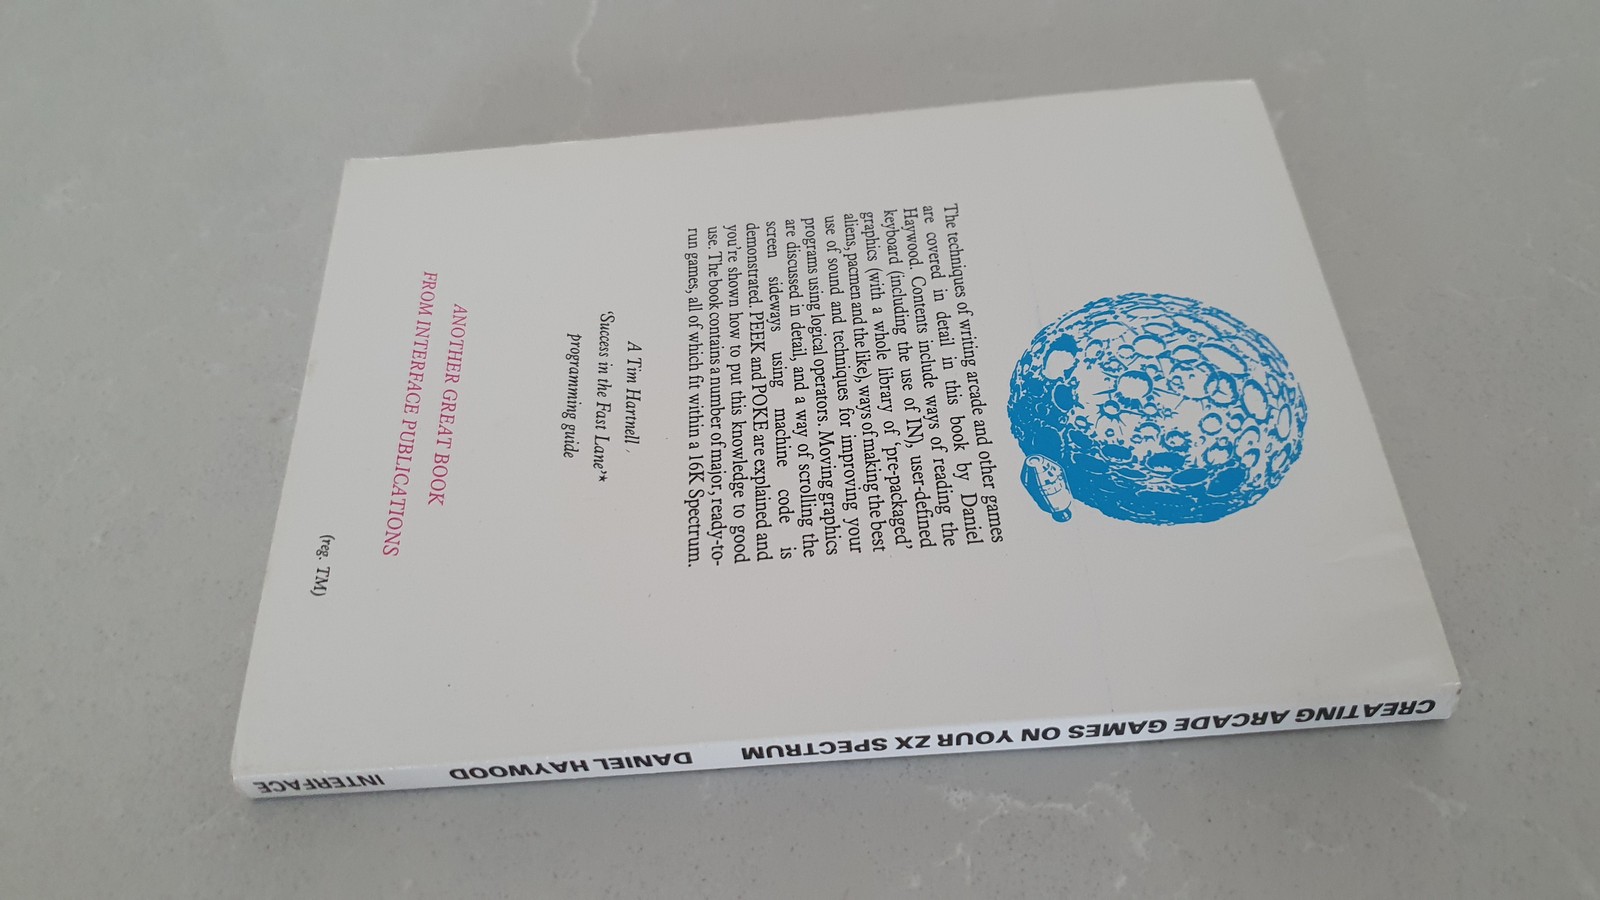 The techniques of writing arcade and other games
are covered in detail in this book by Daniel
Haywood. Contents include ways of reading the
keyboard (including the use of IN), user-defined
graphics (with a whole library of 'pre-packaged'
aliens, pacmen and the like), ways of making the best
use of sound and techniques for improving your
programs using logical operators. Moving graphics
are discussed in detail, and a way of scrolling the
screen sideways using machine code is
demonstrated. PEEK and POKE are explained and
you're shown how to put this knowledge to good
use. The book contains a number of major, ready-to-
run games, all of which fit within a 16K Spectrum.
A Tim Hartnell
'Success in the Fast Lane'*
programming guide
ANOTHER GREAT BOOK
FROM INTERFACE PUBLICATIONS
(reg. TM)
CREATING ARCADE GAMES ON YOUR ZX SPECTRUM DANIEL HAYWOOD INTERFACE